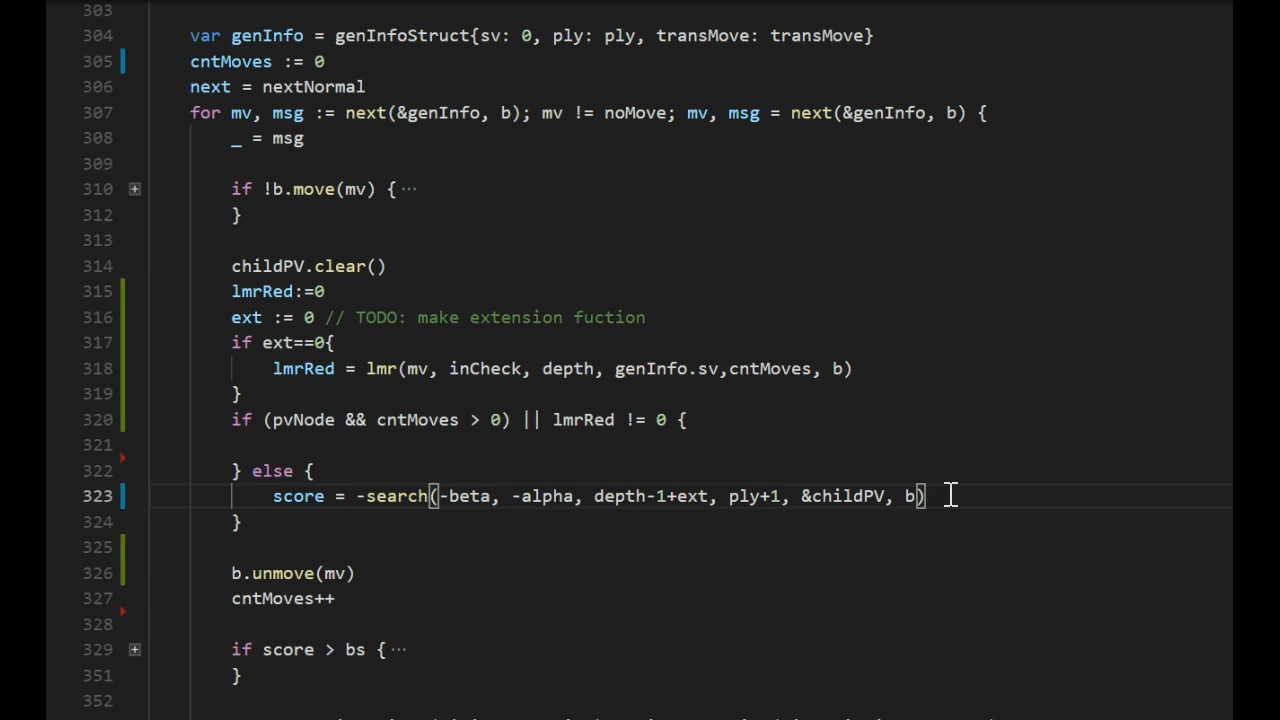 303
304 var genInfo = genInfoStruct{sv: 0, ply: ply, transMove: transMove}
305 cntMoves := 0
306 next = nextNormal
307 for mv, msg := next(&genInfo, b); mv != noMove; mv, msg = next(&genInfo, b) {
308 _ = msg
309
310 if !b.move(mv) {···
312 }
313
314 childPV.clear()
315 lmrRed:=0
316 ext := 0 // TODO: make extension fuction
317 if ext==0{
318 lmrRed = lmr(mv, inCheck, depth, genInfo.sv,cntMoves, b)
319 }
320 if (pvNode && cntMoves > 0) || lmrRed != 0 {
321
322 } else {
323 score = -search(-beta, -alpha, depth-1+ext, ply+1, &childPV, b)
324 }
325
326 b.unmove(mv)
327 cntMoves++
328
329 if score > bs {···
351 }
352